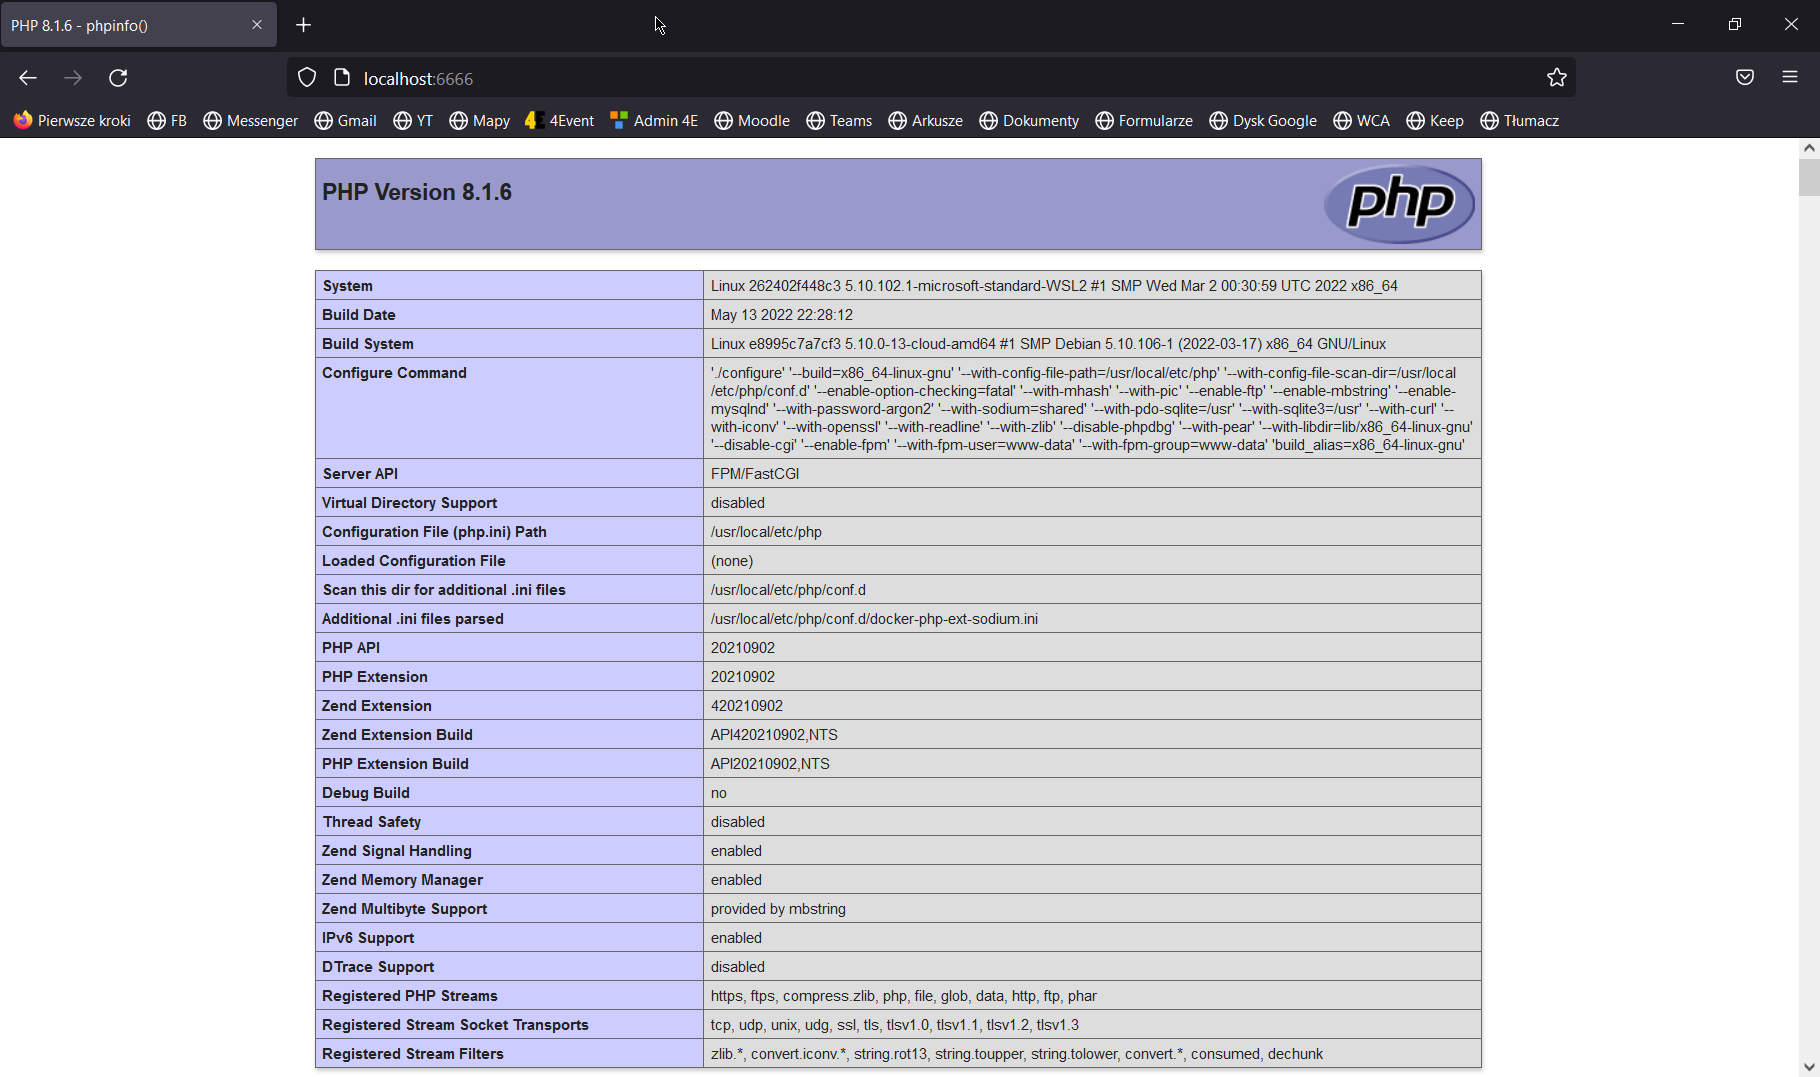 PHP 8.1.6 - phpinfo()
localhost:6666
Pierwsze kroki FB Messenger Gmail YT Mapy 4Event Admin 4E Moodle Teams Arkusze Dokumenty Formularze Dysk Google WCA Keep Tłumacz
PHP Version 8.1.6
php
System Linux 262402f448c3 5.10.102.1-microsoft-standard-WSL2 #1 SMP Wed Mar 2 00:30:59 UTC 2022 x86_64
Build Date May 13 2022 22:28:12
Build System Linux e8995c7a7cf3 5.10.0-13-cloud-amd64 #1 SMP Debian 5.10.106-1 (2022-03-17) x86_64 GNU/Linux
Configure Command './configure' '--build=x86_64-linux-gnu' '--with-config-file-path=/usr/local/etc/php' '--with-config-file-scan-dir=/usr/local
/etc/php/conf.d' '--enable-option-checking=fatal' '--with-mhash' '--with-pic' '--enable-ftp' '--enable-mbstring' '--enable-
mysqlnd' '--with-password-argon2' '--with-sodium=shared' '--with-pdo-sqlite=/usr' '--with-sqlite3=/usr' '--with-curl' '--
with-iconv' '--with-openssl' '--with-readline' '--with-zlib' '--disable-phpdbg' '--with-pear' '--with-libdir=lib/x86_64-linux-gnu'
'--disable-cgi' '--enable-fpm' '--with-fpm-user=www-data' '--with-fpm-group=www-data' 'build_alias=x86_64-linux-gnu'
Server API FPM/FastCGI
Virtual Directory Support disabled
Configuration File (php.ini) Path /usr/local/etc/php
Loaded Configuration File (none)
Scan this dir for additional .ini files /usr/local/etc/php/conf.d
Additional .ini files parsed /usr/local/etc/php/conf.d/docker-php-ext-sodium.ini
PHP API 20210902
PHP Extension 20210902
Zend Extension 420210902
Zend Extension Build API420210902,NTS
PHP Extension Build API20210902,NTS
Debug Build no
Thread Safety disabled
Zend Signal Handling enabled
Zend Memory Manager enabled
Zend Multibyte Support provided by mbstring
IPv6 Support enabled
DTrace Support disabled
Registered PHP Streams https, ftps, compress.zlib, php, file, glob, data, http, ftp, phar
Registered Stream Socket Transports tcp, udp, unix, udg, ssl, tls, tlsv1.0, tlsv1.1, tlsv1.2, tlsv1.3
Registered Stream Filters zlib.*, convert.iconv.*, string.rot13, string.toupper, string.tolower, convert.*, consumed, dechunk